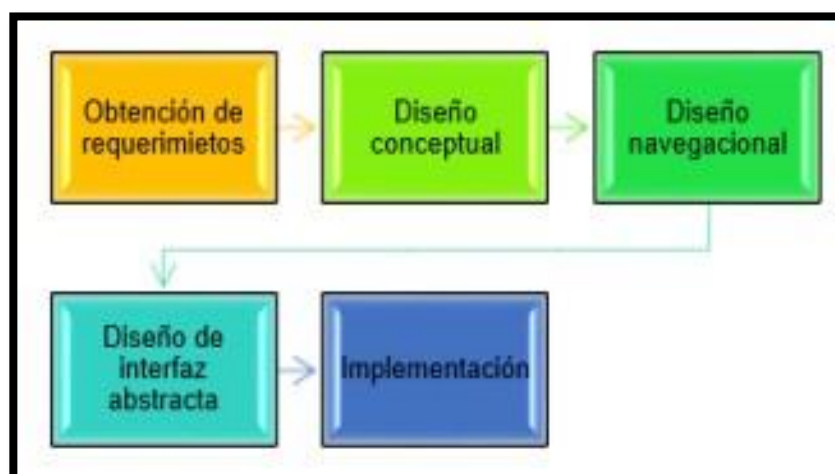 Obtención de
requerimietos
Diseño
conceptual
Diseño
navegacional
Diseño de
interfaz
abstracta
Implementación